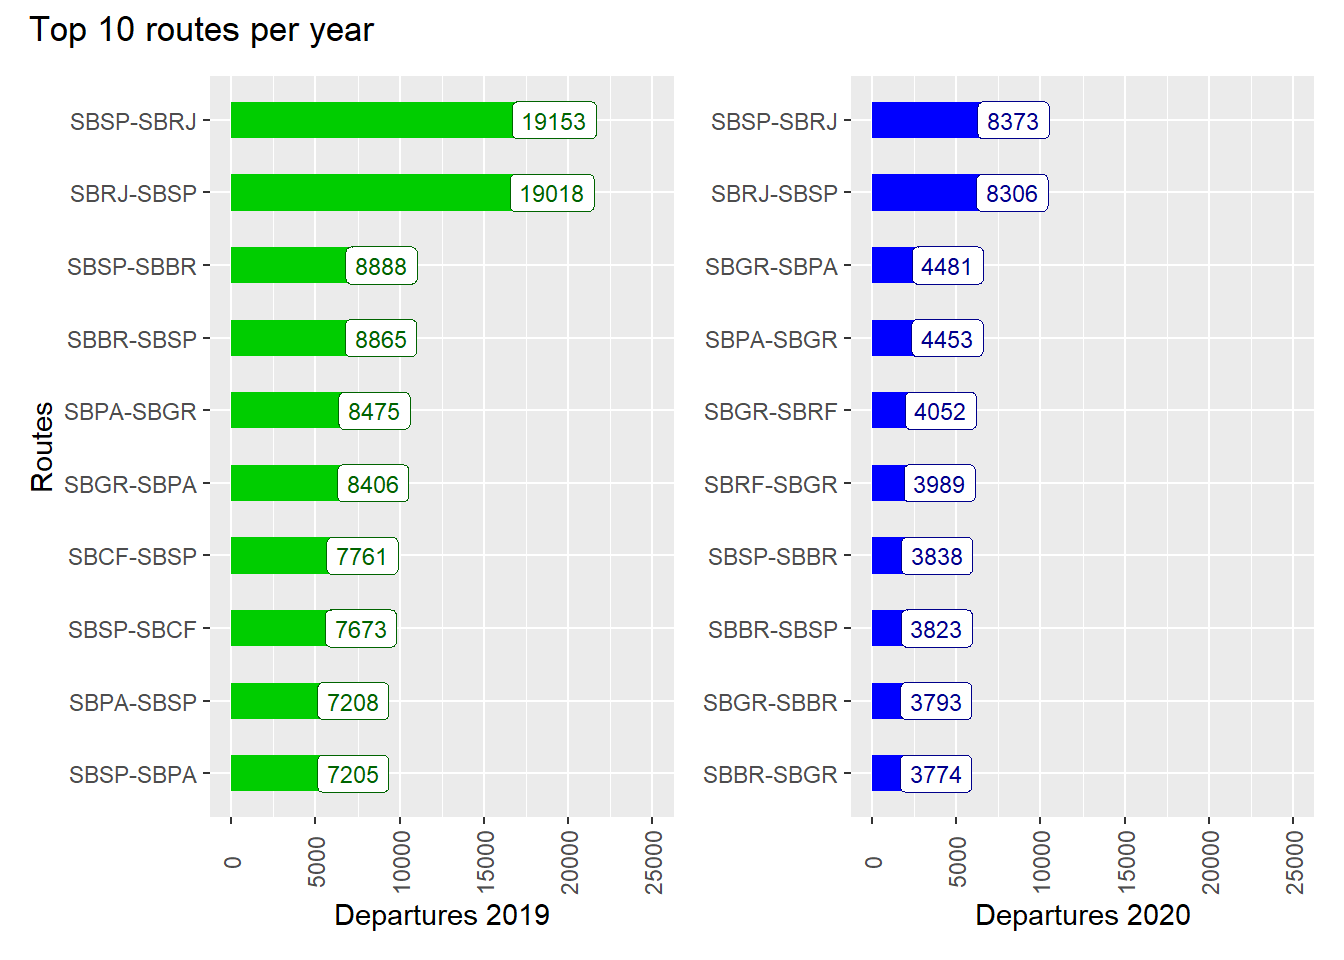 Top 10 routes per year
Routes
SBSP-SBRJ 19153
SBRJ-SBSP 19018
SBSP-SBBR 8888
SBBR-SBSP 8865
SBPA-SBGR 8475
SBGR-SBPA 8406
SBCF-SBSP 7761
SBSP-SBCF 7673
SBPA-SBSP 7208
SBSP-SBPA 7205
0 5000 10000 15000 20000 25000
Departures 2019
SBSP-SBRJ 8373
SBRJ-SBSP 8306
SBGR-SBPA 4481
SBPA-SBGR 4453
SBGR-SBRF 4052
SBRF-SBGR 3989
SBSP-SBBR 3838
SBBR-SBSP 3823
SBGR-SBBR 3793
SBBR-SBGR 3774
0 5000 10000 15000 20000 25000
Departures 2020